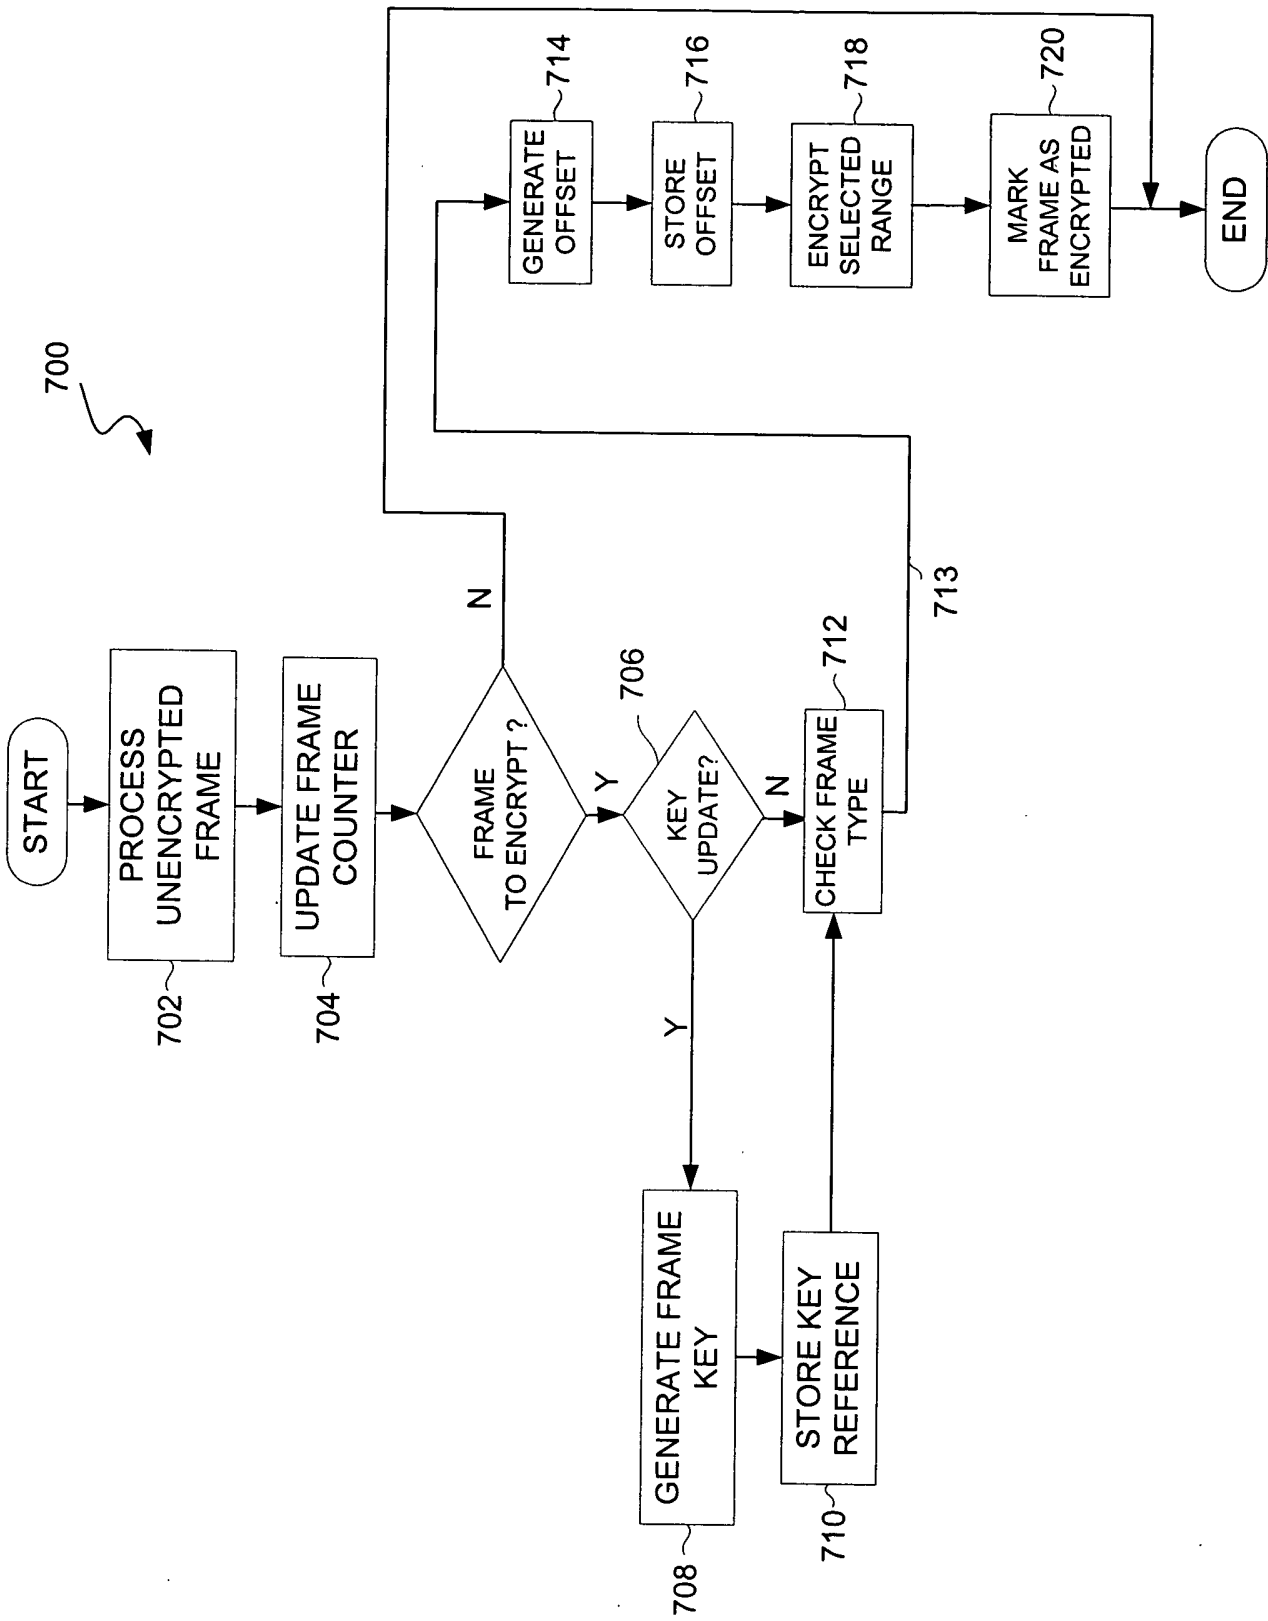 700
START
PROCESS
UNENCRYPTED
FRAME
702
UPDATE FRAME
COUNTER
704
FRAME
TO ENCRYPT ?
N
Y
KEY
UPDATE?
706
Y
N
GENERATE FRAME
KEY
708
STORE KEY
REFERENCE
710
CHECK FRAME
TYPE
712
713
GENERATE
OFFSET
714
STORE
OFFSET
716
ENCRYPT
SELECTED
RANGE
718
MARK
FRAME AS
ENCRYPTED
720
END